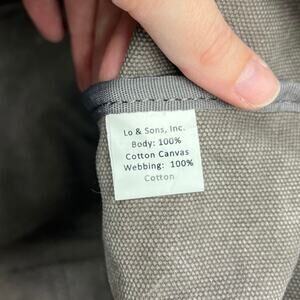 Lo & Sons, Inc.
Body: 100%
Cotton Canvas
Webbing: 100%
Cotton